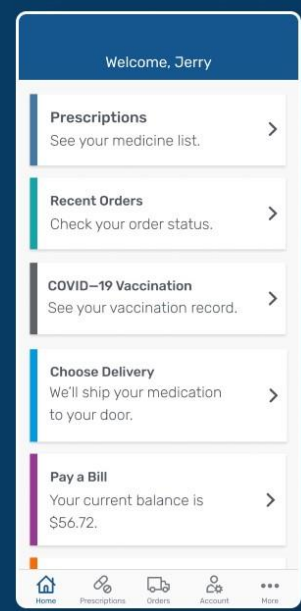 Welcome, Jerry
Prescriptions
See your medicine list.
Recent Orders
Check your order status.
COVID—19 Vaccination
See your vaccination record.
Choose Delivery
We'll ship your medication
to your door.
Pay a Bill
Your current balance is
$56.72.
Home Prescriptions Orders Account More